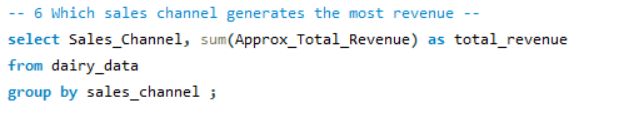 -- 6 Which sales channel generates the most revenue --
select Sales_Channel, sum(Approx_Total_Revenue) as total_revenue
from dairy_data
group by sales_channel ;